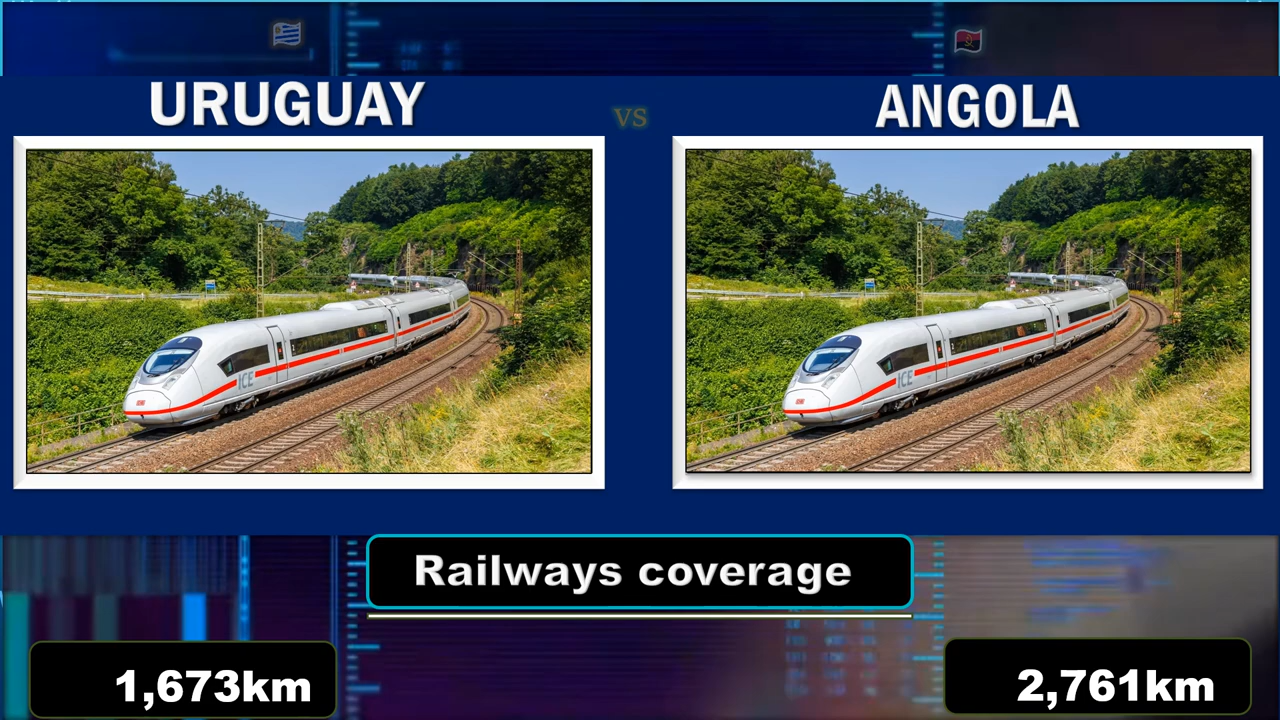 URUGUAY
vs
ANGOLA
ICE
ICE
Railways coverage
1,673km
2,761km